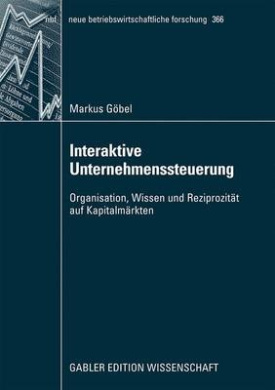 nbf neue betriebswirtschaftliche forschung 366
Markus Göbel
Interaktive
Unternehmenssteuerung
Organisation, Wissen und Reziprozität
auf Kapitalmärkten
GABLER EDITION WISSENSCHAFT